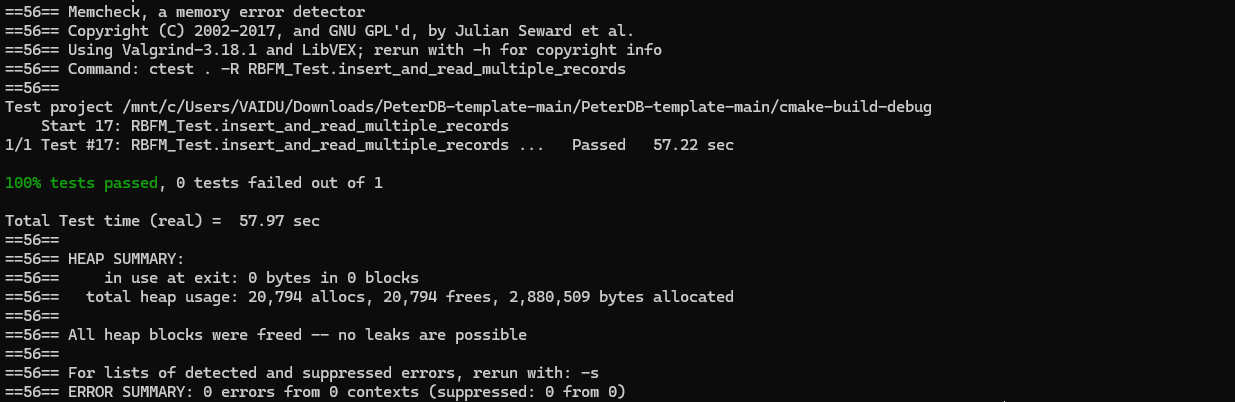 ==56== Memcheck, a memory error detector
==56== Copyright (C) 2002-2017, and GNU GPL'd, by Julian Seward et al.
==56== Using Valgrind-3.18.1 and LibVEX; rerun with -h for copyright info
==56== Command: ctest . -R RBFM_Test.insert_and_read_multiple_records
==56==
Test project /mnt/c/Users/VAIDU/Downloads/PeterDB-template-main/PeterDB-template-main/cmake-build-debug
    Start 17: RBFM_Test.insert_and_read_multiple_records
1/1 Test #17: RBFM_Test.insert_and_read_multiple_records ...   Passed   57.22 sec
100% tests passed, 0 tests failed out of 1
Total Test time (real) =  57.97 sec
==56==
==56== HEAP SUMMARY:
==56==     in use at exit: 0 bytes in 0 blocks
==56==   total heap usage: 20,794 allocs, 20,794 frees, 2,880,509 bytes allocated
==56==
==56== All heap blocks were freed -- no leaks are possible
==56==
==56== For lists of detected and suppressed errors, rerun with: -s
==56== ERROR SUMMARY: 0 errors from 0 contexts (suppressed: 0 from 0)